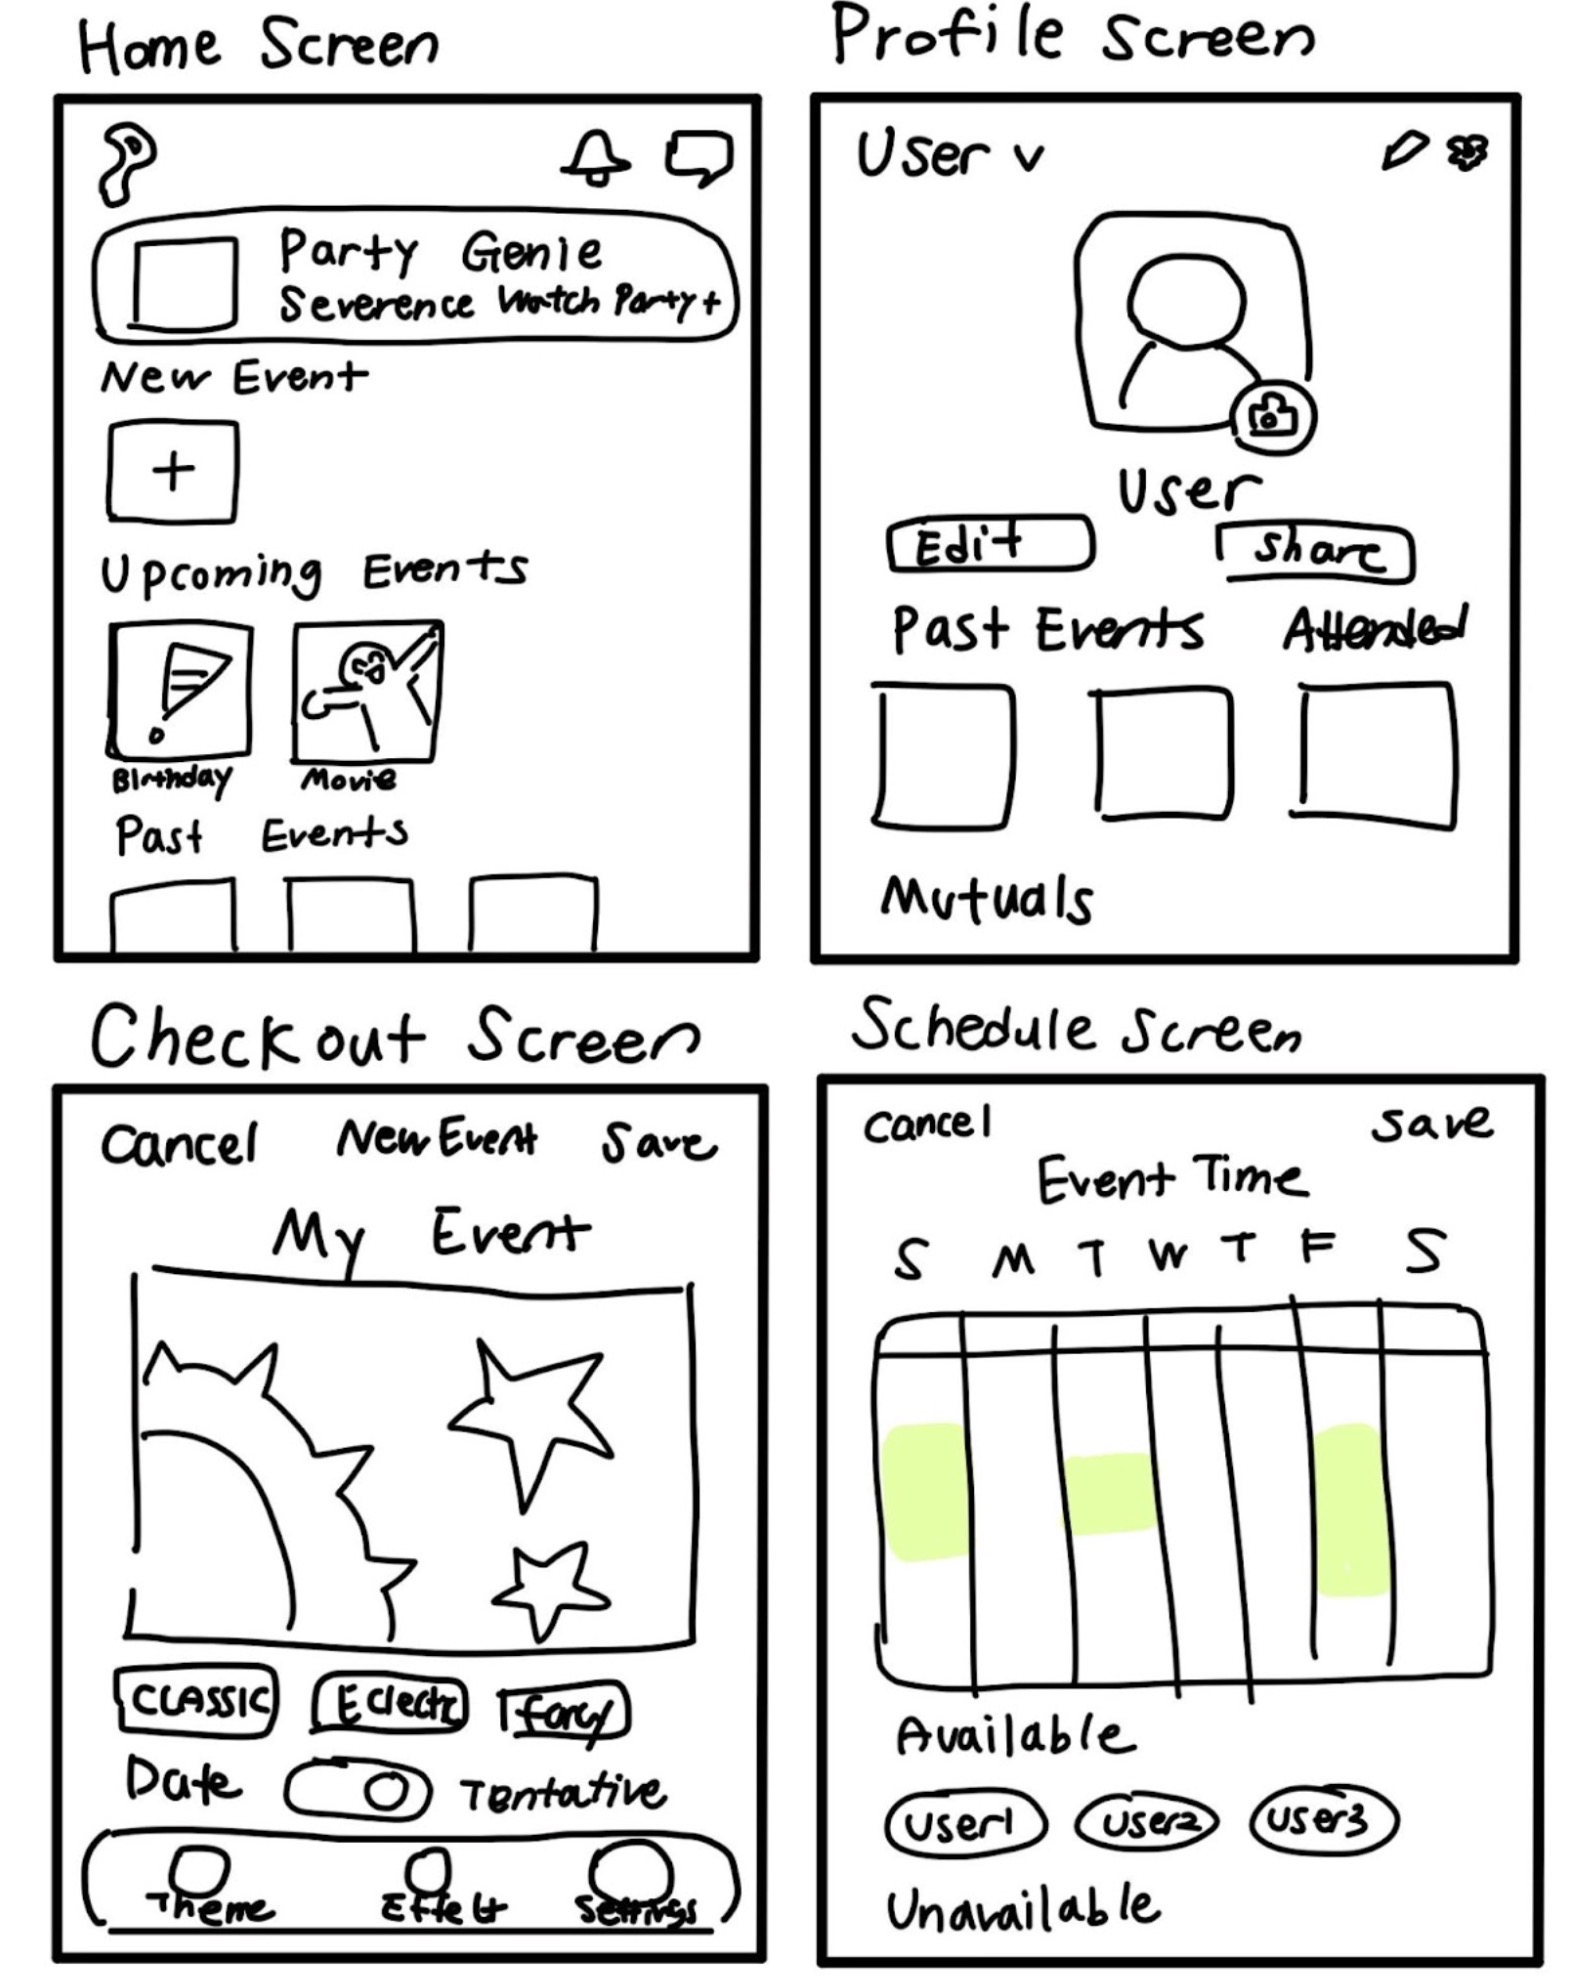 Home Screen
Party Genie
Severence Watch Party +
New Event
+
Upcoming Events
Birthday Movie
Past Events
Profile Screen
User v
User
Edit Share
Past Events Attended
Mutuals
Checkout Screen
Cancel New Event Save
My Event
CLASSIC Eclectic
Date Tentative
Theme Effect Settings
Schedule Screen
Cancel Save
Event Time
S M T W T F S
Available
User1 User2 User3
Unavailable